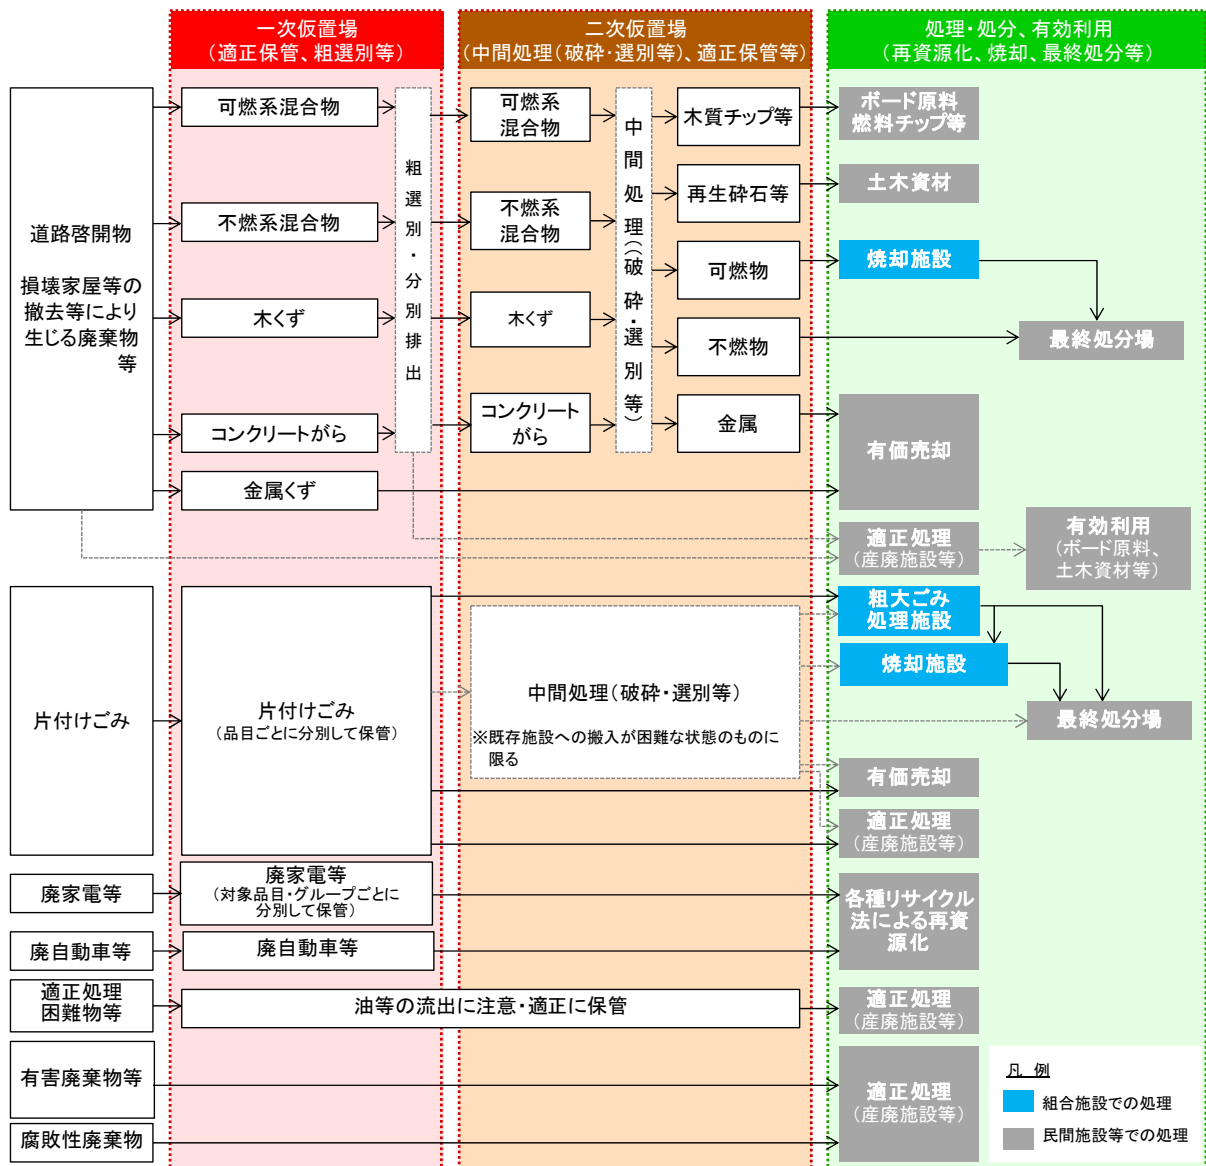 一次仮置場
(適正保管、粗選別等)
二次仮置場
(中間処理(破砕・選別等)、適正保管等)
処理・処分、有効利用
(再資源化、焼却、最終処分等)
道路啓開物
損壊家屋等の
撤去等により
生じる廃棄物
等
可燃系混合物
不燃系混合物
木くず
コンクリートがら
金属くず
粗選別・分別排出
可燃系
混合物
不燃系
混合物
木くず
コンクリート
がら
中間処理((破砕・選別等)
木質チップ等
再生砕石等
可燃物
不燃物
金属
ボード原料
燃料チップ等
土木資材
焼却施設
最終処分場
有価売却
適正処理
(産廃施設等)
有効利用
(ボード原料、
土木資材等)
片付けごみ
片付けごみ
(品目ごとに分別して保管)
中間処理(破砕・選別等)
※既存施設への搬入が困難な状態のものに
限る
粗大ごみ
処理施設
焼却施設
最終処分場
有価売却
適正処理
(産廃施設等)
廃家電等
廃家電等
(対象品目・グループごとに
分別して保管)
各種リサイクル
法による再資
源化
廃自動車等
廃自動車等
適正処理
困難物等
油等の流出に注意・適正に保管
適正処理
(産廃施設等)
有害廃棄物等
適正処理
(産廃施設等)
腐敗性廃棄物
凡 例
組合施設での処理
民間施設等での処理